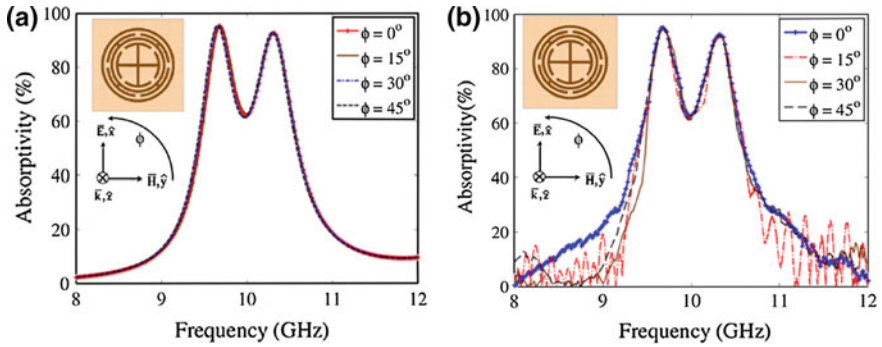 (a)
100
80
60
40
20
0
Absorptivity (%)
8
9
10
11
12
Frequency (GHz)
ϕ = 0°
ϕ = 15°
ϕ = 30°
ϕ = 45°
ϕ
E̅,x̂
H̅,ŷ
k̅,ẑ
(b)
100
80
60
40
20
0
Absorptivity(%)
8
9
10
11
12
Frequency (GHz)
ϕ = 0°
ϕ = 15°
ϕ = 30°
ϕ = 45°
ϕ
E̅,x̂
H̅,ŷ
k̅,ẑ